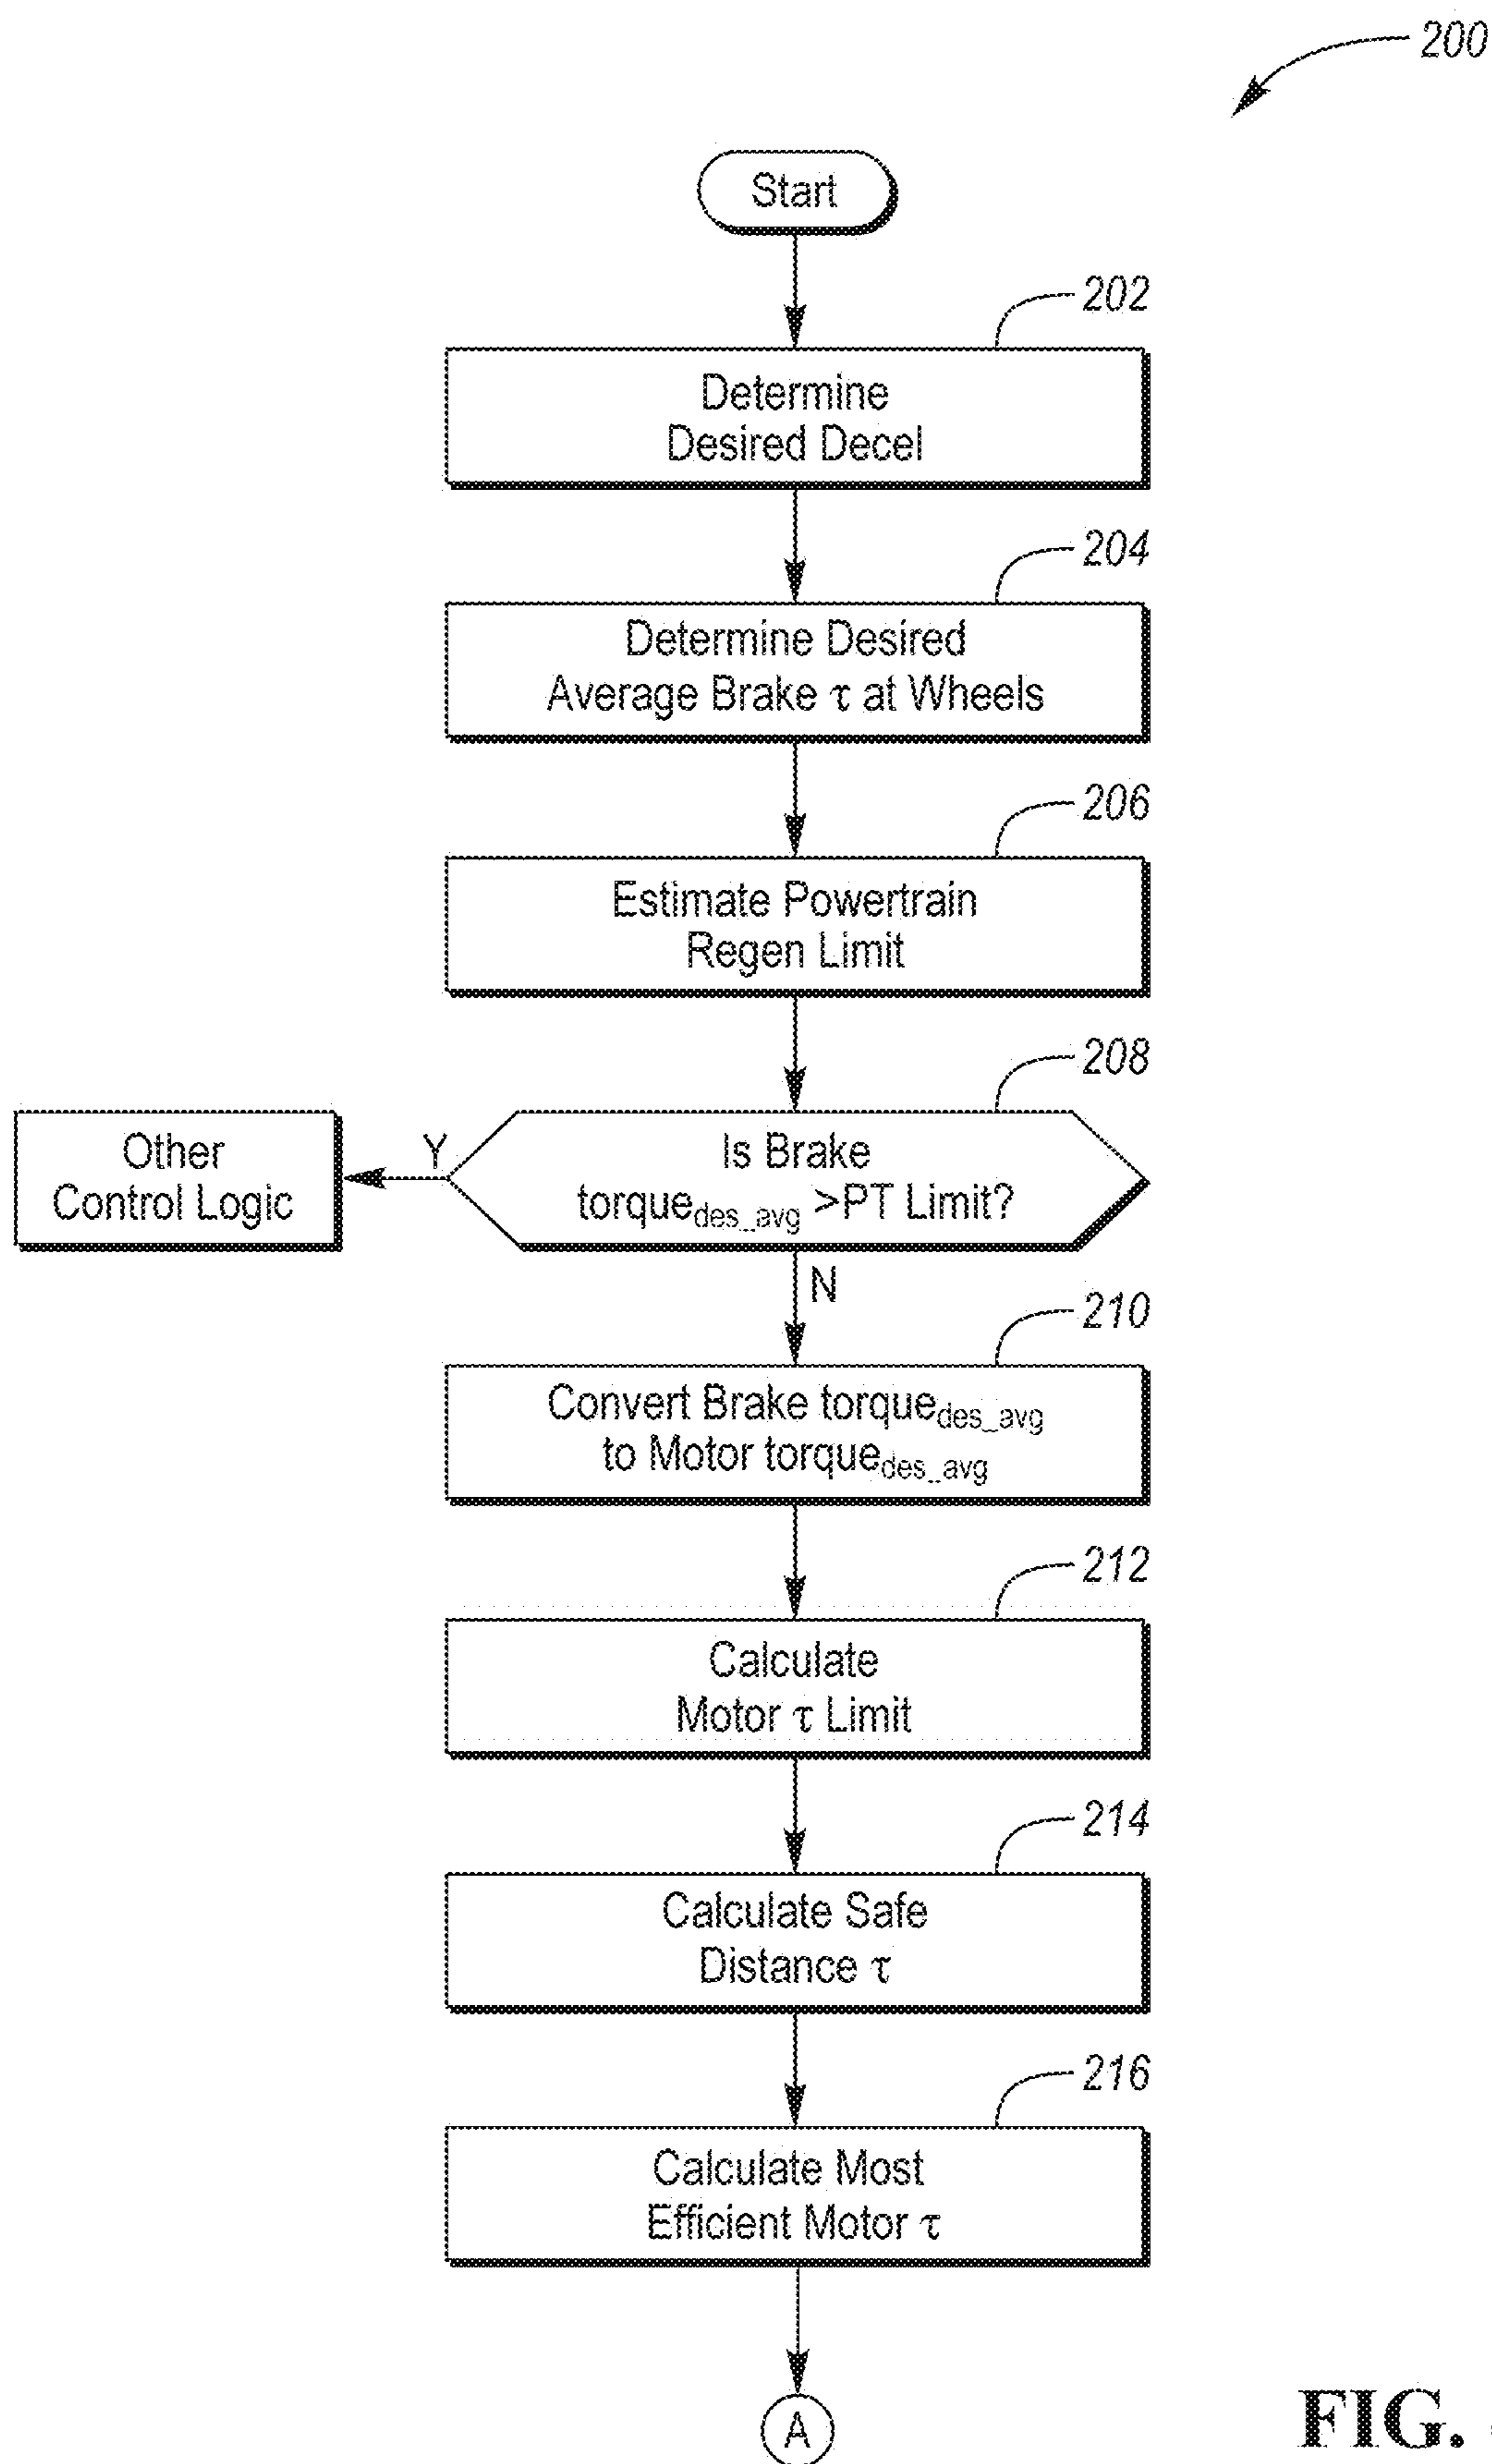 200
Start
202
Determine
Desired Decel
204
Determine Desired
Average Brake τ at Wheels
206
Estimate Powertrain
Regen Limit
208
Other
Control Logic
Y
Is Brake
torquedes_avg >PT Limit?
N
210
Convert Brake torquedes_avg
to Motor torquedes_avg
212
Calculate
Motor τ Limit
214
Calculate Safe
Distance τ
216
Calculate Most
Efficient Motor τ
A
FIG.